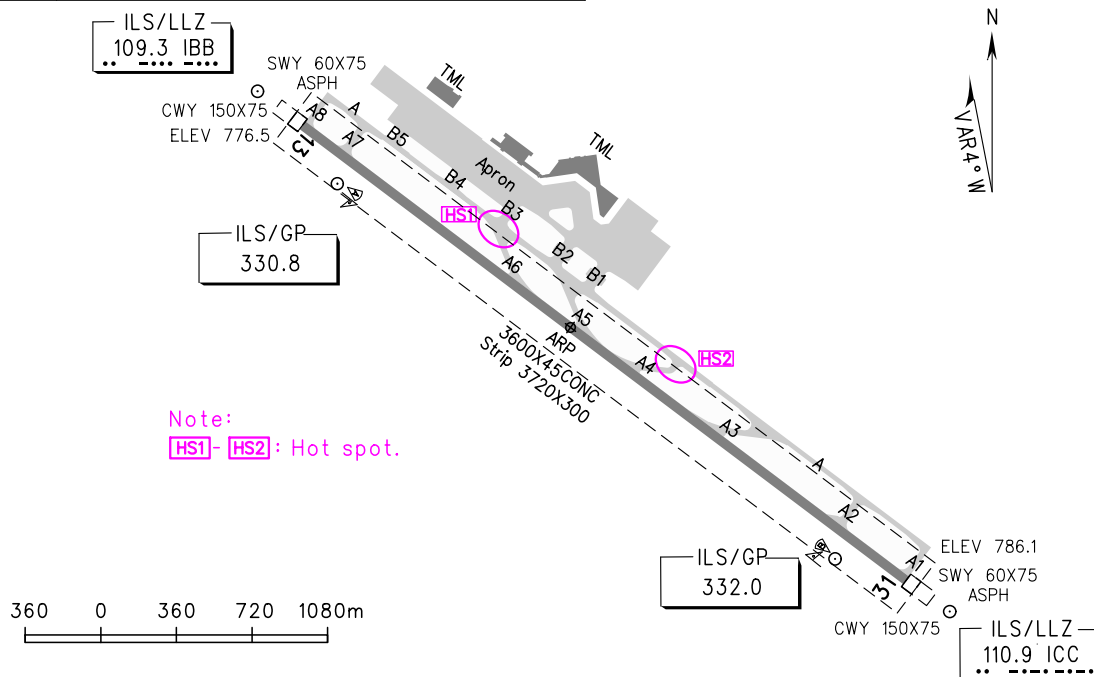 ILS/LLZ
109.3 IBB
SWY 60X75
ASPH
CWY 150X75
ELEV 776.5
13
A8
A
A7
B5
TML
TML
Apron
B4
B3
HS1
B2
B1
A6
ILS/GP
330.8
N
VAR4°W
A5
ARP
3600X45CONC
Strip 3720X300
A4
HS2
A3
A
A2
A1
Note:
HS1 - HS2 : Hot spot.
ELEV 786.1
SWY 60X75
ASPH
31
CWY 150X75
ILS/GP
332.0
ILS/LLZ
110.9 ICC
360 0 360 720 1080m